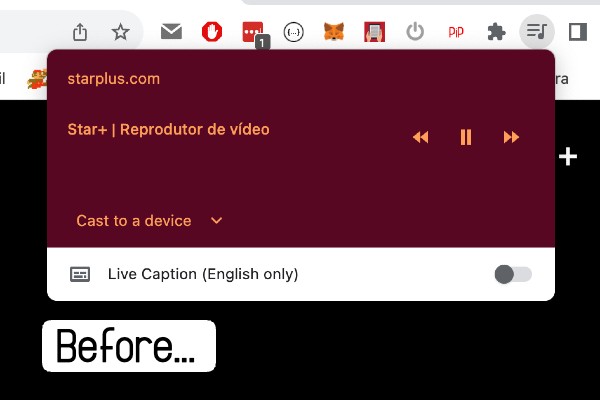 1
{...}
PiP
il
ra
starplus.com
Star+ | Reprodutor de vídeo
Cast to a device
Live Caption (English only)
Before...